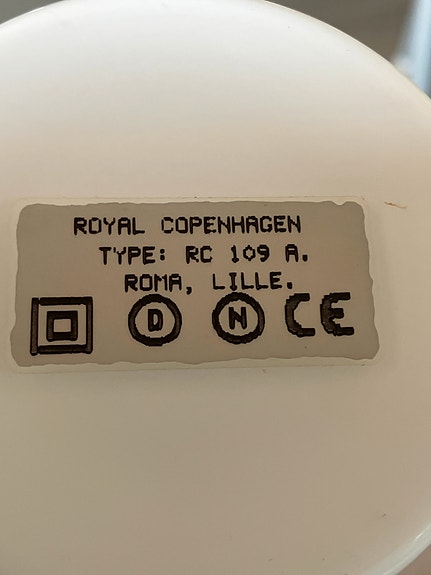 ROYAL COPENHAGEN
TYPE: RC 109 A.
ROMA, LILLE.
D N CE